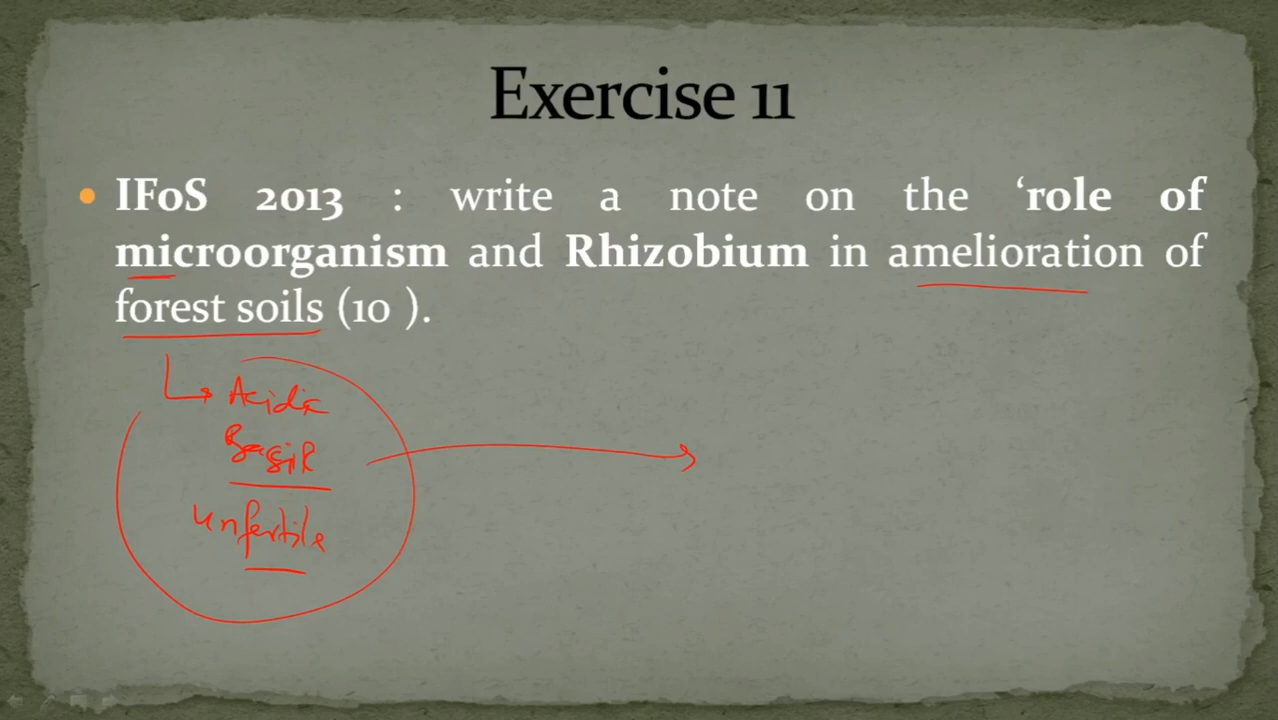 Exercise 11
IFoS 2013 : write a note on the ‘role of
microorganism and Rhizobium in amelioration of
forest soils (10 ).
Acidic
Basic
Unfertile